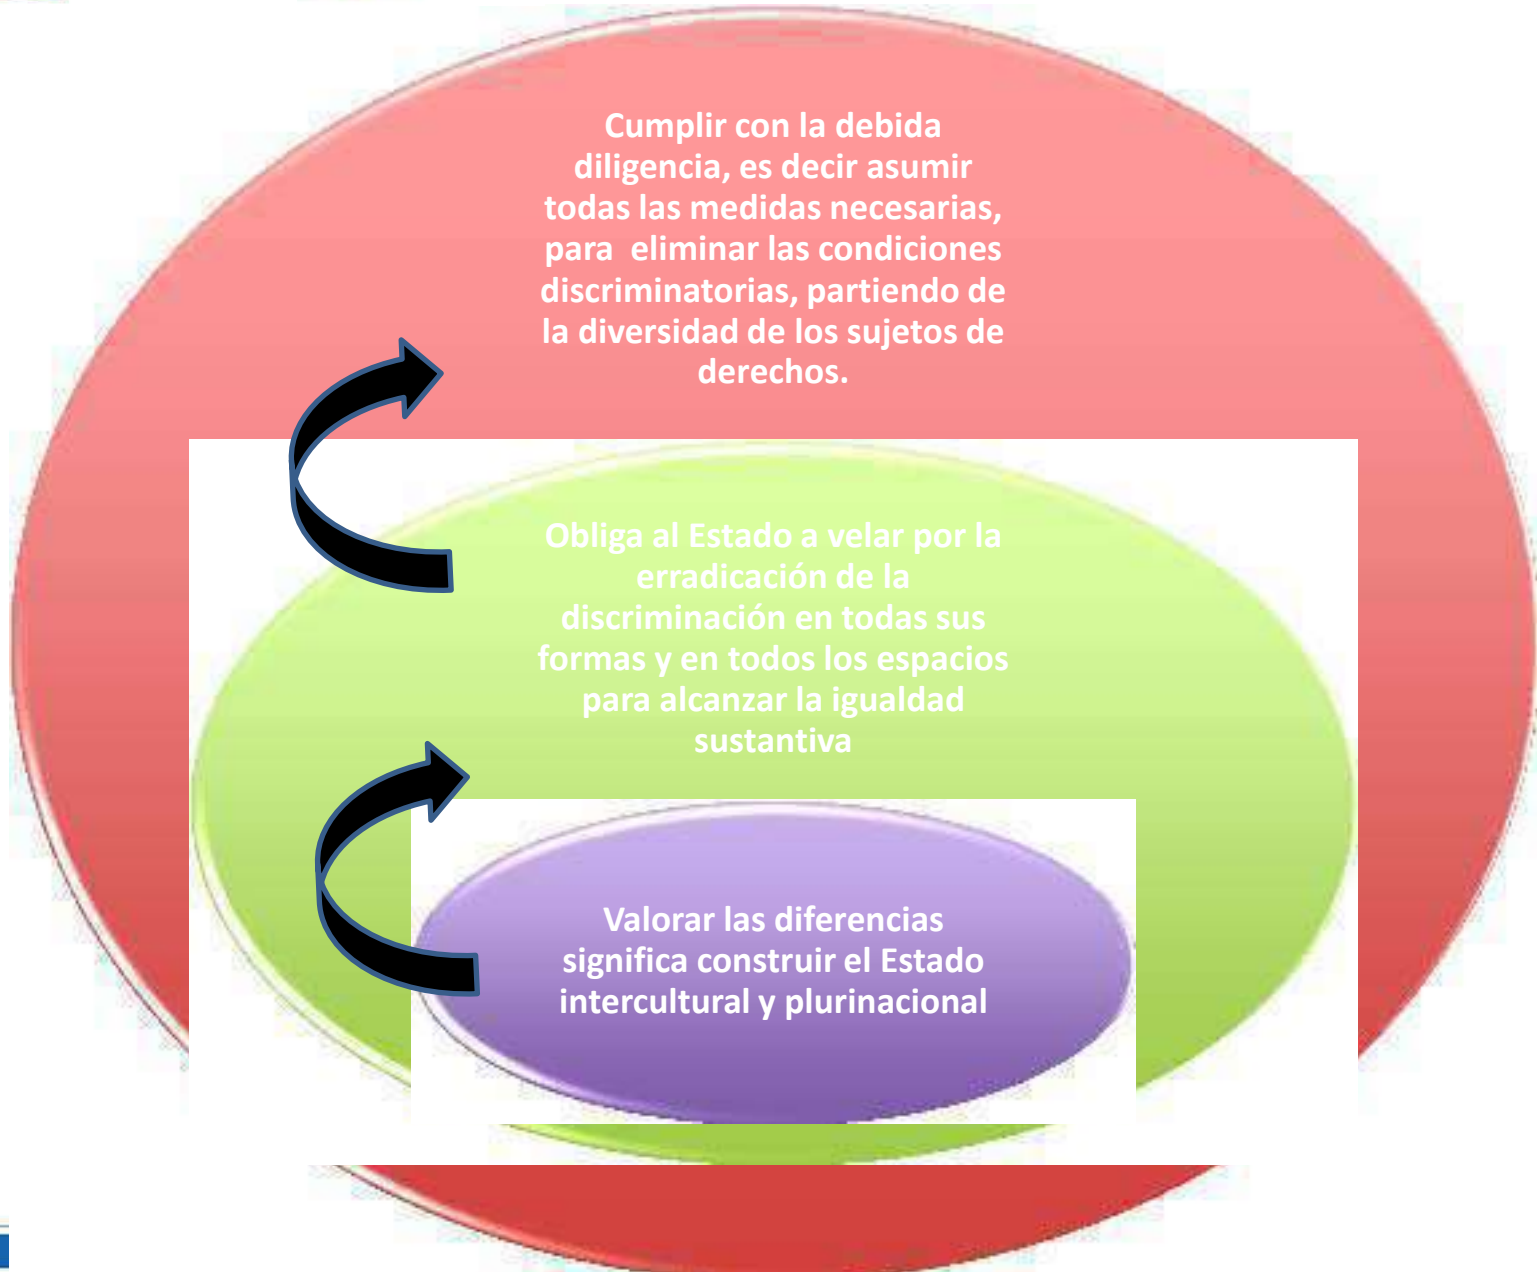 Cumplir con la debida
diligencia, es decir asumir
todas las medidas necesarias,
para  eliminar las condiciones
discriminatorias, partiendo de
la diversidad de los sujetos de
derechos.
Obliga al Estado a velar por la
erradicación de la
discriminación en todas sus
formas y en todos los espacios
para alcanzar la igualdad
sustantiva
Valorar las diferencias
significa construir el Estado
intercultural y plurinacional